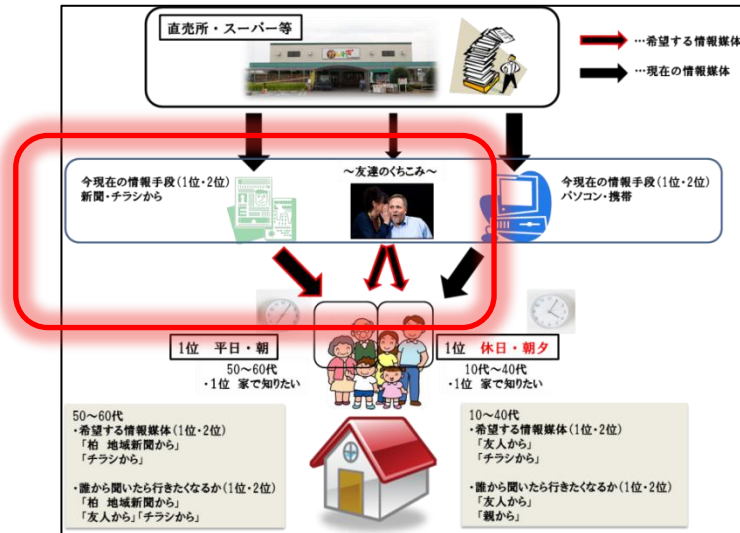 直売所・スーパー等
…希望する情報媒体
…現在の情報媒体
今現在の情報手段(1位・2位)
新聞・チラシから
～友達のくちこみ～
今現在の情報手段(1位・2位)
パソコン・携帯
1位 平日・朝
50～60代
・1位 家で知りたい
1位 休日・朝夕
10代～40代
・1位 家で知りたい
50～60代
・希望する情報媒体(1位・2位)
「柏 地域新聞から」
「チラシから」
・誰から聞いたら行きたくなるか(1位・2位)
「柏 地域新聞から」
「友人から」「チラシから」
10～40代
・希望する情報媒体(1位・2位)
「友人から」
「チラシから」
・誰から聞いたら行きたくなるか(1位・2位)
「友人から」
「親から」